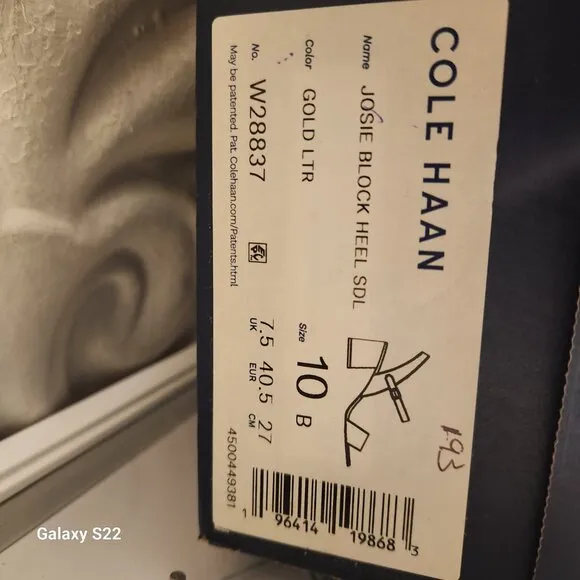 COLE HAAN
Name JOSIE BLOCK HEEL SDL
Color GOLD LTR
Size 10 B
No. W28837
7.5 UK 40.5 EUR 27 CM
May be patented. Pat. Colehaan.com/Patents.html
4500449381
1 96414 19868 3
Galaxy S22